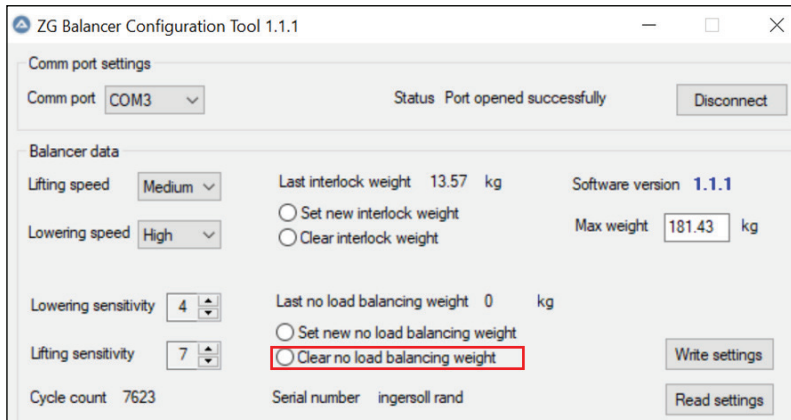 ZG Balancer Configuration Tool 1.1.1
Comm port settings
Comm port COM3 Status Port opened successfully Disconnect
Balancer data
Lifting speed Medium Last interlock weight 13.57 kg Software version 1.1.1
Set new interlock weight
Lowering speed High Clear interlock weight Max weight 181.43 kg
Lowering sensitivity 4 Last no load balancing weight 0 kg
Set new no load balancing weight
Lifting sensitivity 7 Clear no load balancing weight Write settings
Cycle count 7623 Serial number ingersoll rand Read settings